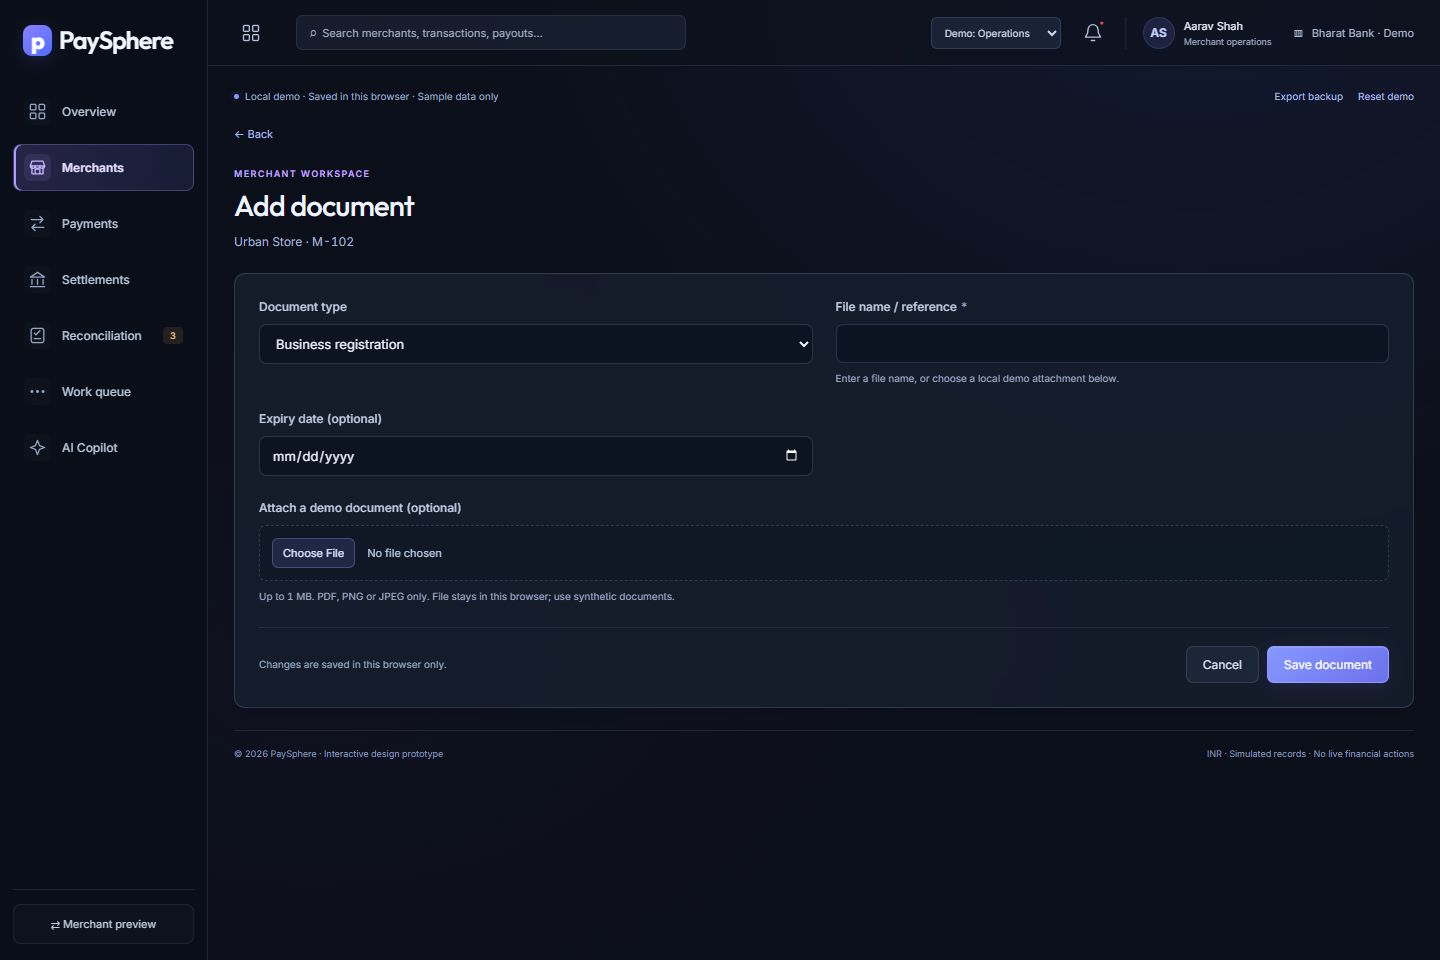 p PaySphere
Search merchants, transactions, payouts...
Demo: Operations
AS
Aarav Shah
Merchant operations
Bharat Bank · Demo
Overview
Merchants
Payments
Settlements
Reconciliation 3
Work queue
AI Copilot
Merchant preview
Local demo · Saved in this browser · Sample data only
Export backup Reset demo
← Back
MERCHANT WORKSPACE
Add document
Urban Store · M-102
Document type
Business registration
File name / reference *
Enter a file name, or choose a local demo attachment below.
Expiry date (optional)
mm/dd/yyyy
Attach a demo document (optional)
Choose File No file chosen
Up to 1 MB. PDF, PNG or JPEG only. File stays in this browser; use synthetic documents.
Changes are saved in this browser only.
Cancel Save document
© 2026 PaySphere · Interactive design prototype
INR · Simulated records · No live financial actions